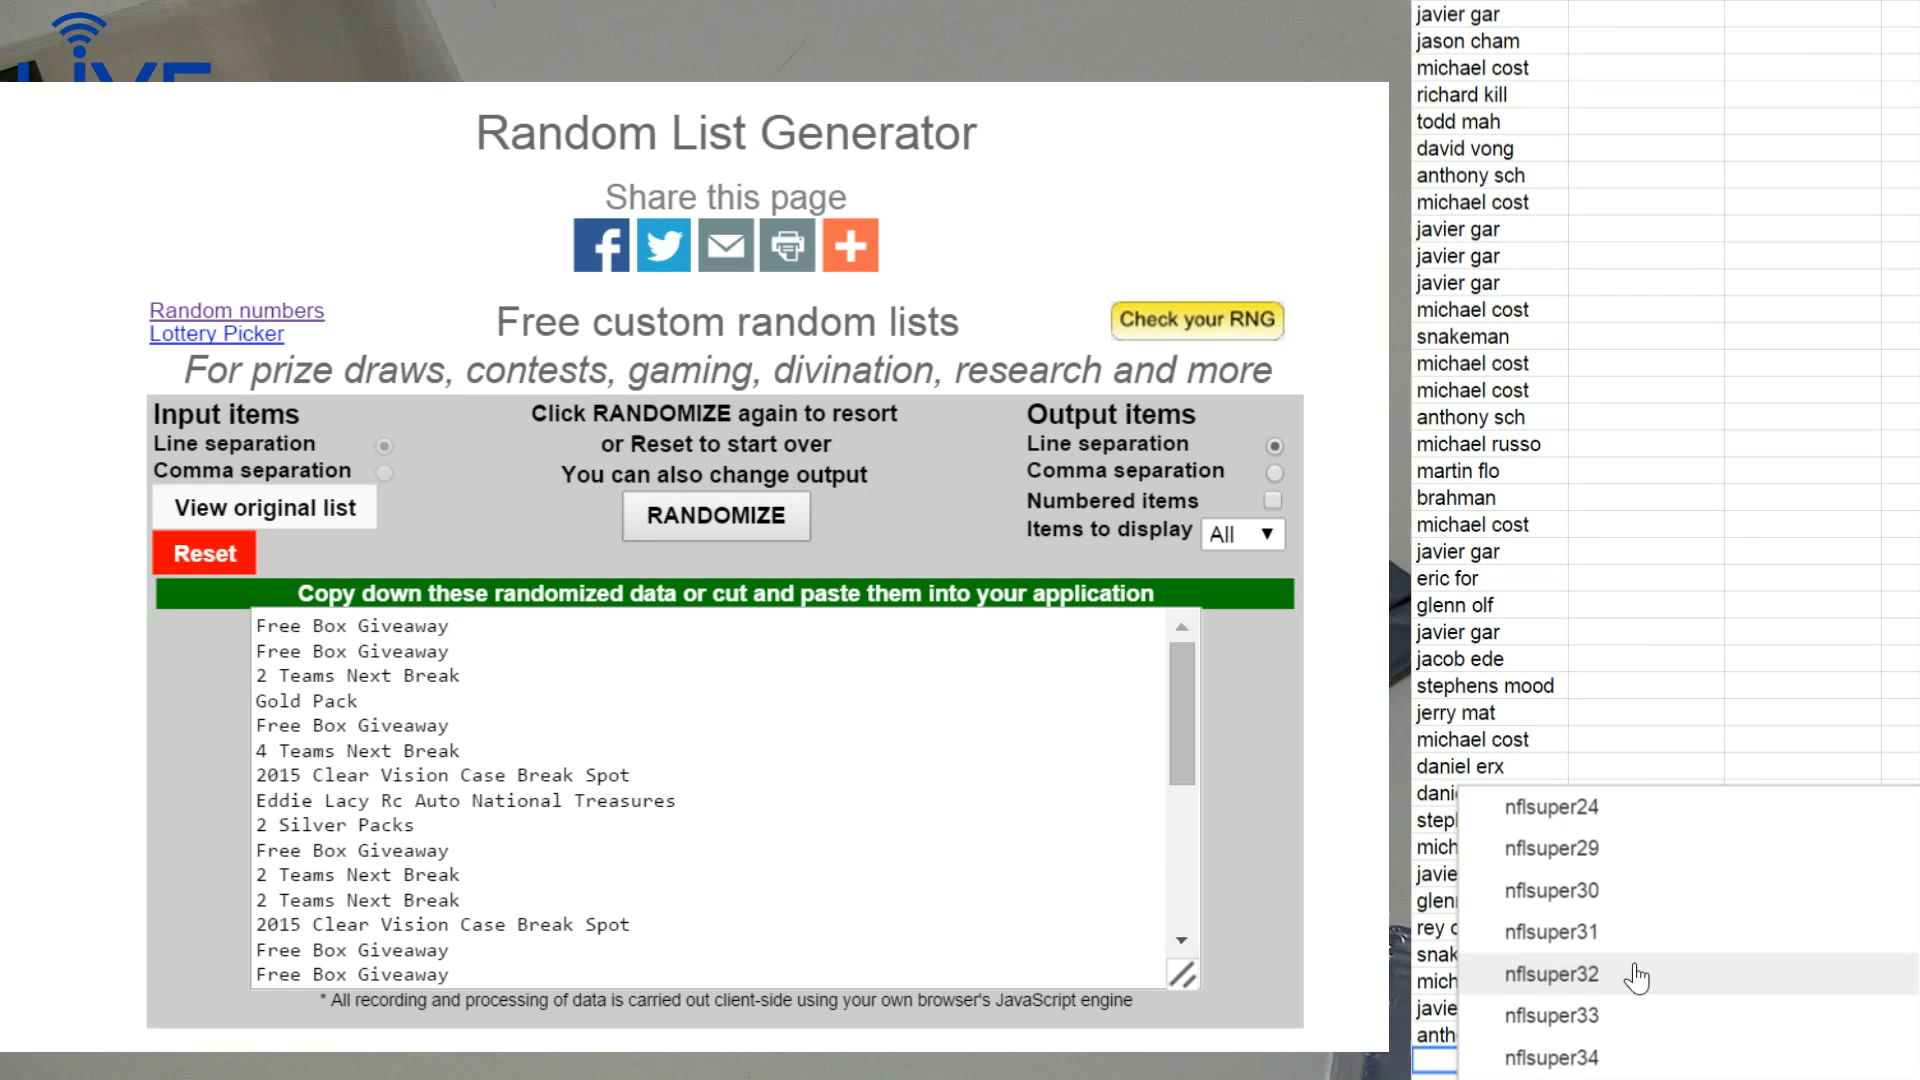 LIVE
Random List Generator
Share this page
Random numbers
Lottery Picker
Free custom random lists
Check your RNG
For prize draws, contests, gaming, divination, research and more
Input items
Line separation
Comma separation
View original list
Reset
Click RANDOMIZE again to resort
or Reset to start over
You can also change output
RANDOMIZE
Output items
Line separation
Comma separation
Numbered items
Items to display All
Copy down these randomized data or cut and paste them into your application
Free Box Giveaway
Free Box Giveaway
2 Teams Next Break
Gold Pack
Free Box Giveaway
4 Teams Next Break
2015 Clear Vision Case Break Spot
Eddie Lacy Rc Auto National Treasures
2 Silver Packs
Free Box Giveaway
2 Teams Next Break
2 Teams Next Break
2015 Clear Vision Case Break Spot
Free Box Giveaway
Free Box Giveaway
* All recording and processing of data is carried out client-side using your own browser's JavaScript engine
javier gar
jason cham
michael cost
richard kill
todd mah
david vong
anthony sch
michael cost
javier gar
javier gar
javier gar
michael cost
snakeman
michael cost
michael cost
anthony sch
michael russo
martin flo
brahman
michael cost
javier gar
eric for
glenn olf
javier gar
jacob ede
stephens mood
jerry mat
michael cost
daniel erx
dani
step
mich
javie
glen
rey
snak
mich
javie
anth
nflsuper24
nflsuper29
nflsuper30
nflsuper31
nflsuper32
nflsuper33
nflsuper34